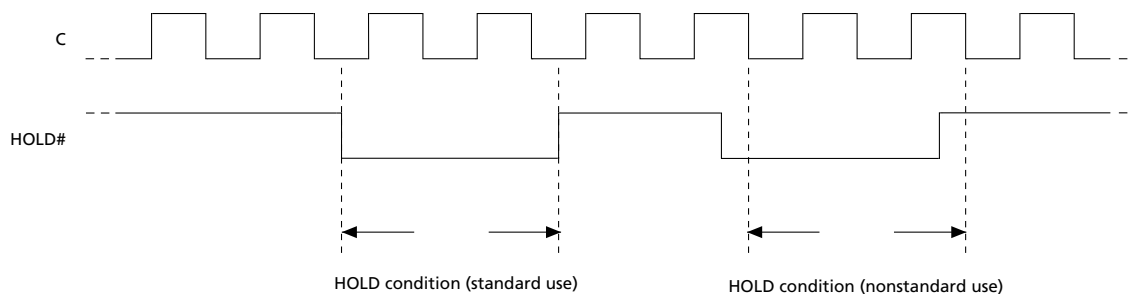 C
HOLD#
HOLD condition (standard use)
HOLD condition (nonstandard use)